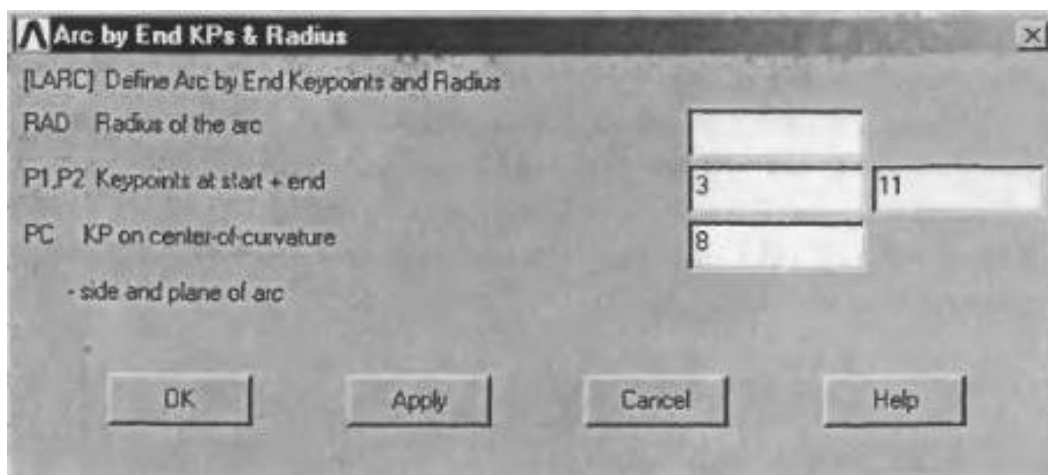 Arc by End KPs & Radius
[LARC] Define Arc by End Keypoints and Radius
RAD Radius of the arc
P1,P2 Keypoints at start + end 3 11
PC KP on center-of-curvature 8
- side and plane of arc
OK Apply Cancel Help